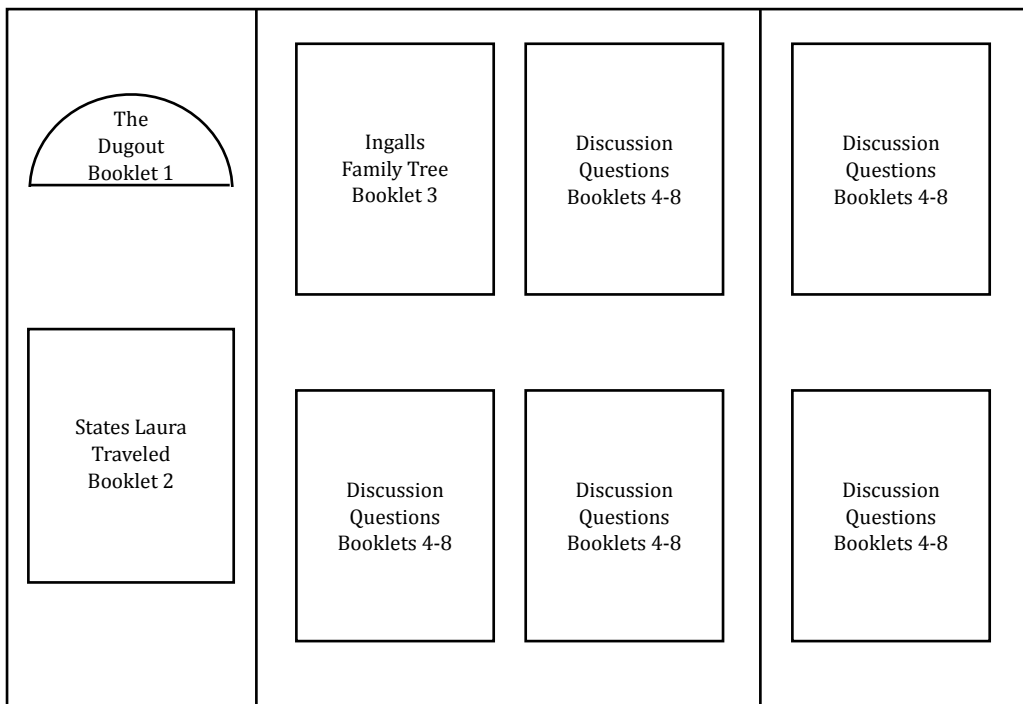 The
Dugout
Booklet 1
States Laura
Traveled
Booklet 2
Ingalls
Family Tree
Booklet 3
Discussion
Questions
Booklets 4-8
Discussion
Questions
Booklets 4-8
Discussion
Questions
Booklets 4-8
Discussion
Questions
Booklets 4-8
Discussion
Questions
Booklets 4-8